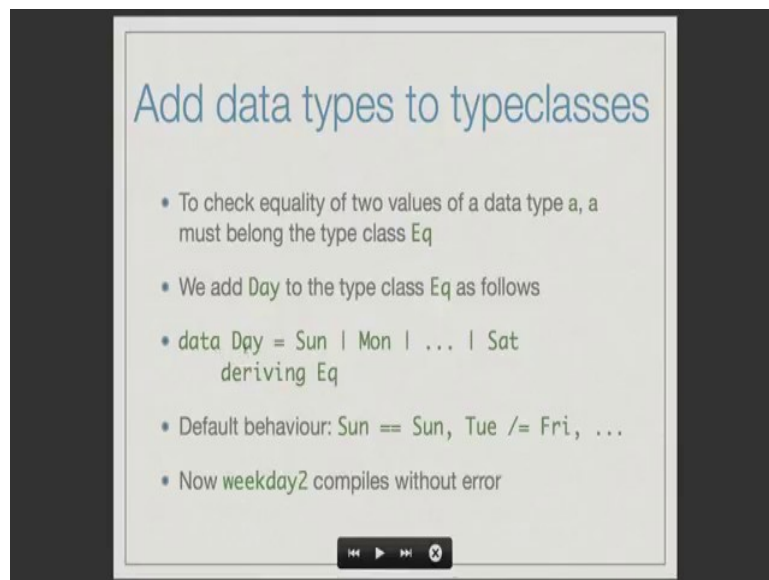 Add data types to typeclasses
• To check equality of two values of a data type a, a
must belong the type class Eq
• We add Day to the type class Eq as follows
• data Day = Sun | Mon | ... | Sat
deriving Eq
• Default behaviour: Sun == Sun, Tue /= Fri, ...
• Now weekday2 compiles without error